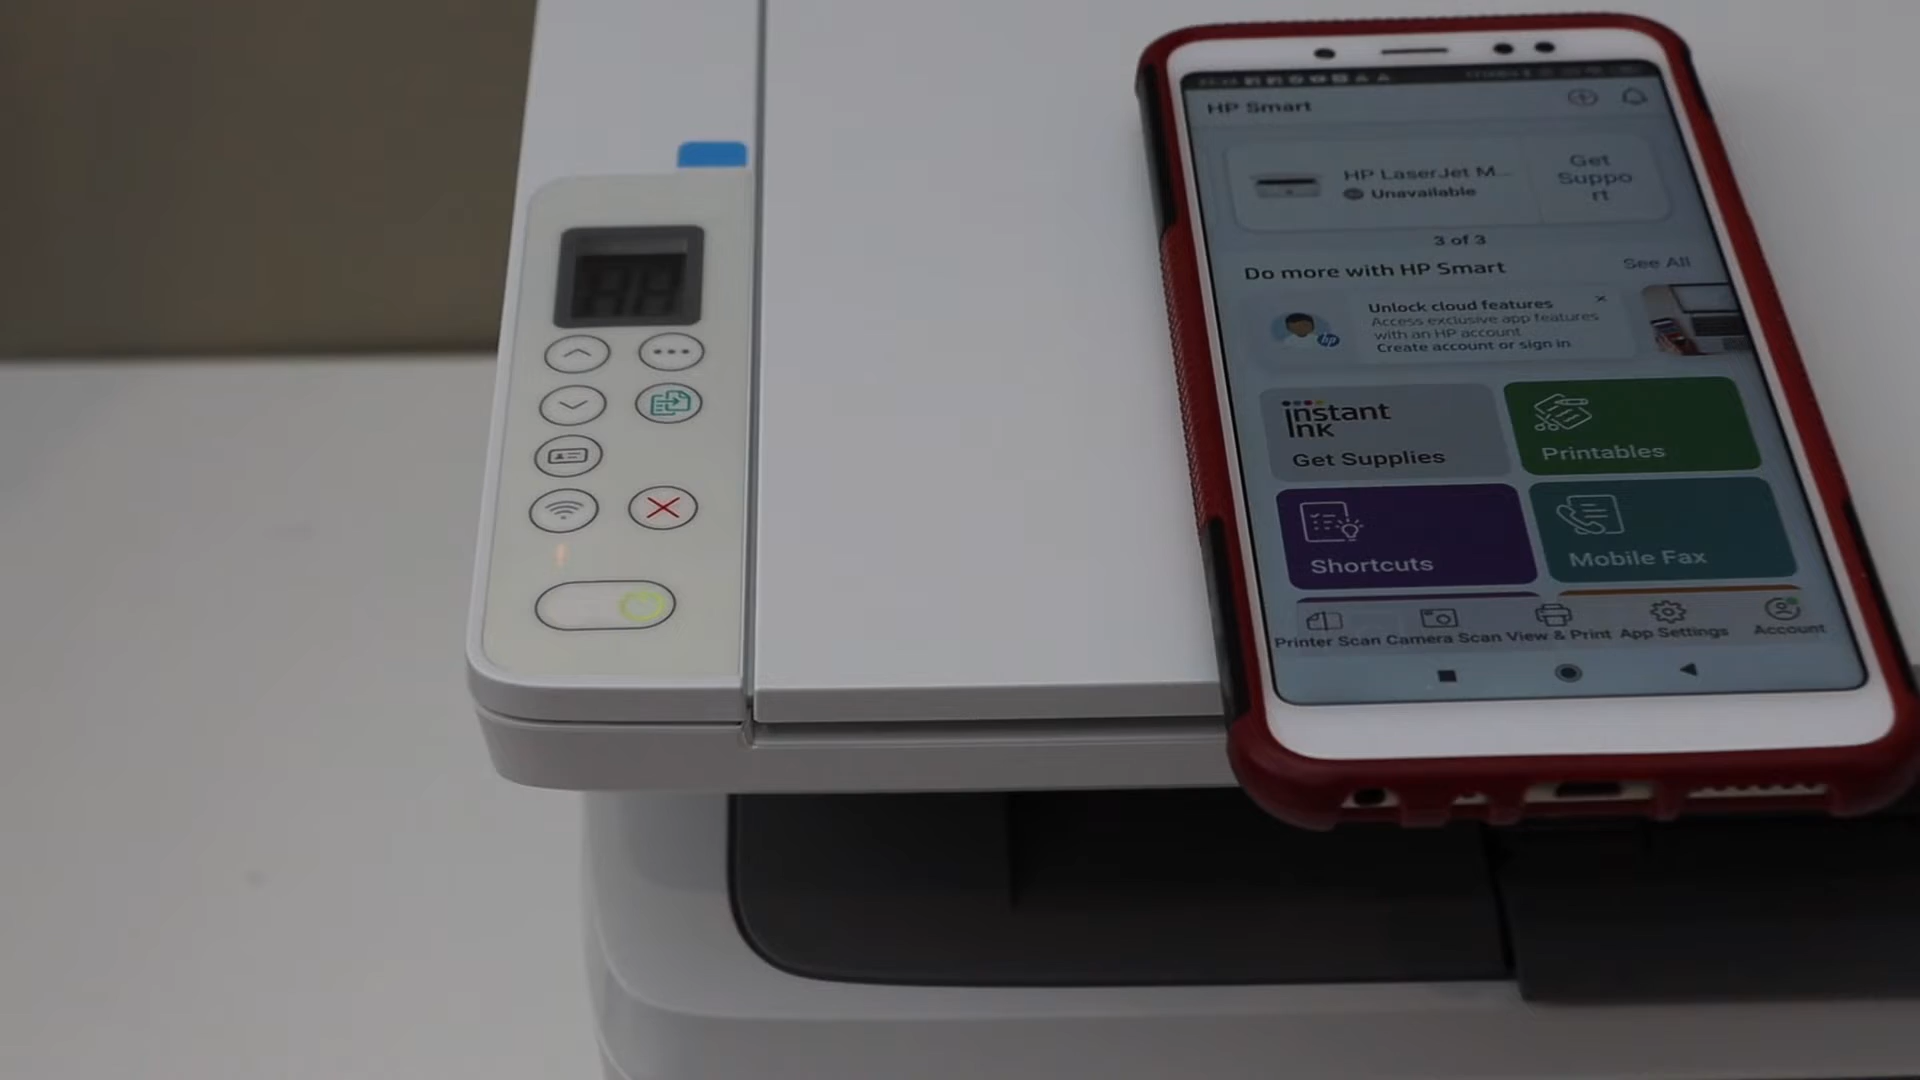 HP Smart
HP LaserJet M...
Unavailable
Get
Suppo
rt
3 of 3
Do more with HP Smart
See All
Unlock cloud features
Access exclusive app features
with an HP account
Create account or sign in
hp
instant
ink
Get Supplies
Printables
Shortcuts
Mobile Fax
Printer Scan
Camera Scan
View & Print
App Settings
Account